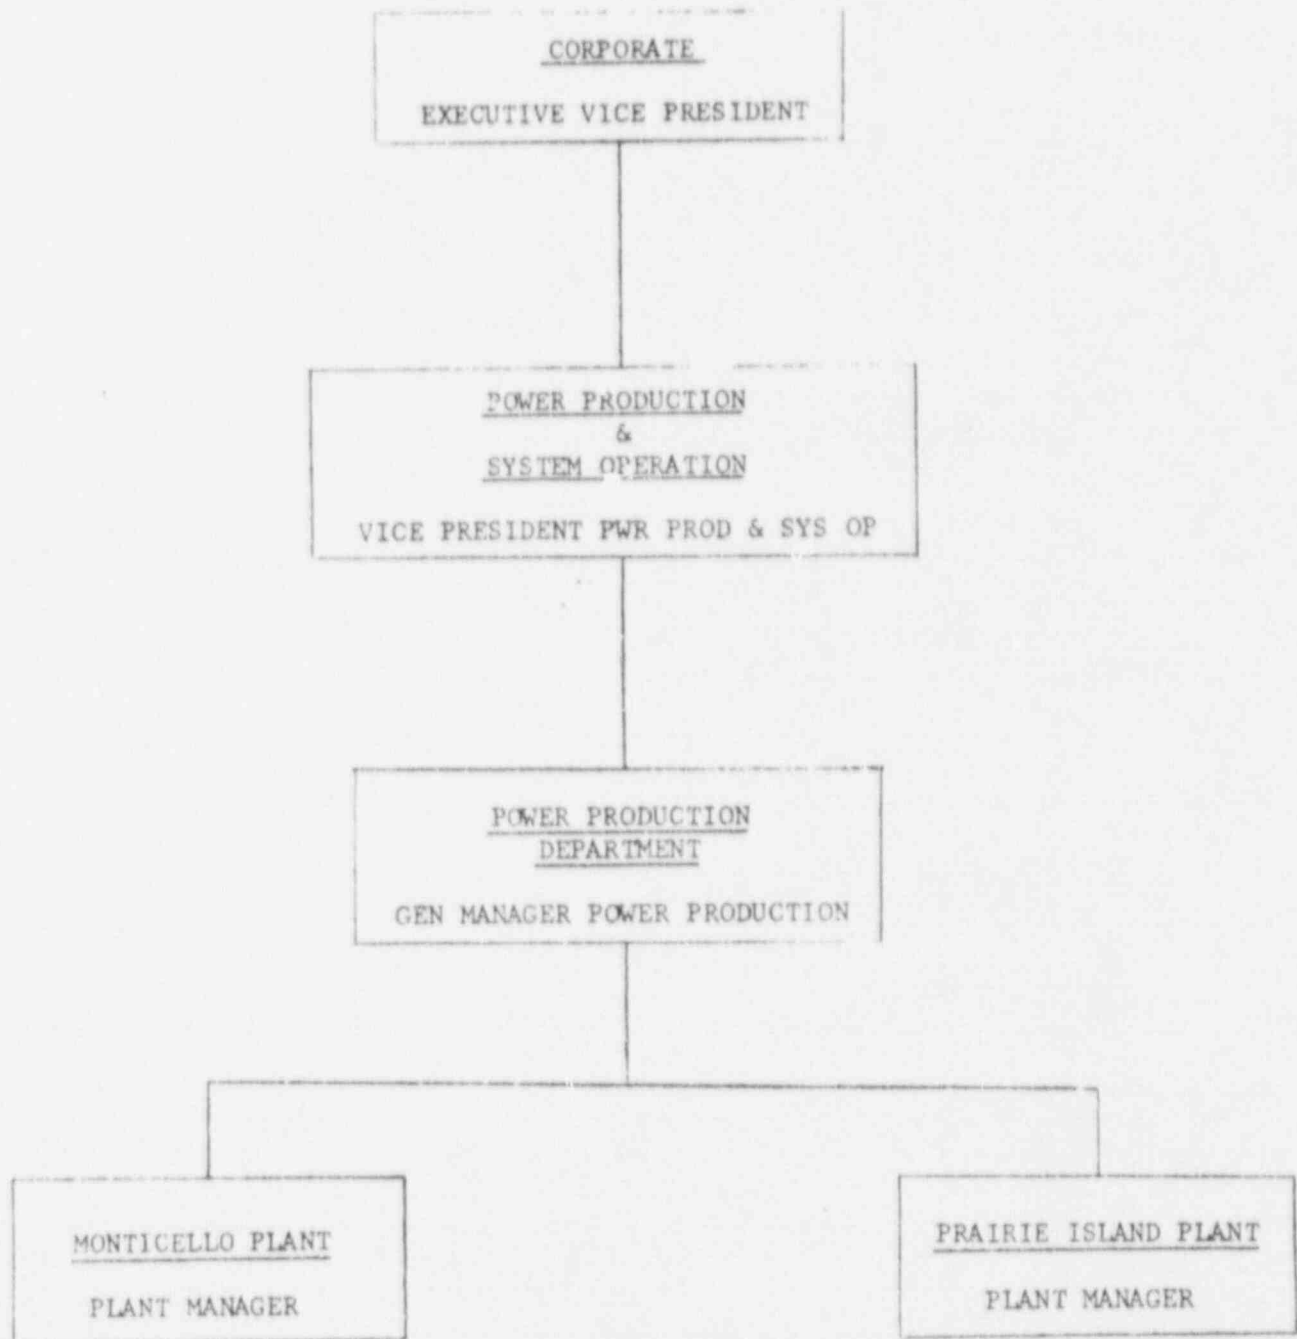 CORPORATE
EXECUTIVE VICE PRESIDENT
POWER PRODUCTION
&
SYSTEM OPERATION
VICE PRESIDENT PWR PROD & SYS OP
POWER PRODUCTION
DEPARTMENT
GEN MANAGER POWER PRODUCTION
MONTICELLO PLANT
PLANT MANAGER
PRAIRIE ISLAND PLANT
PLANT MANAGER